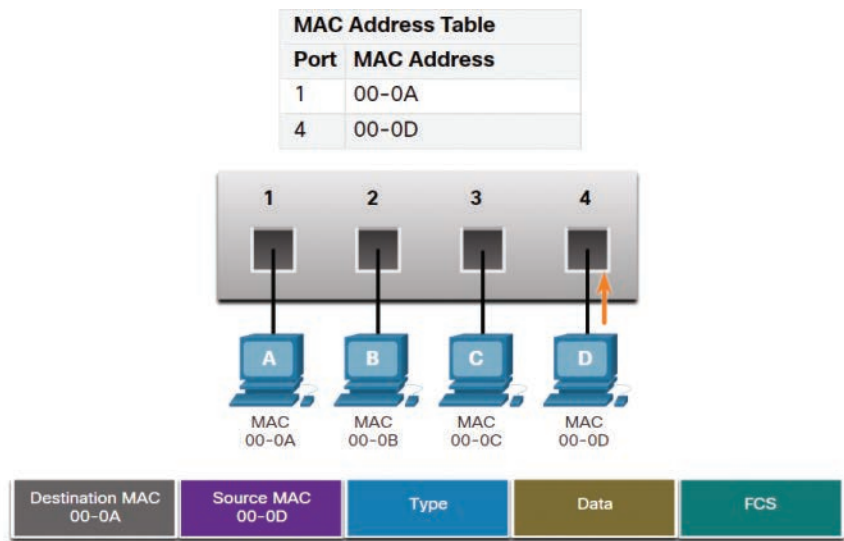 MAC Address Table
Port MAC Address
1 00-0A
4 00-0D
1 2 3 4
A B C D
MAC MAC MAC MAC
00-0A 00-0B 00-0C 00-0D
Destination MAC
00-0A
Source MAC
00-0D
Type
Data
FCS